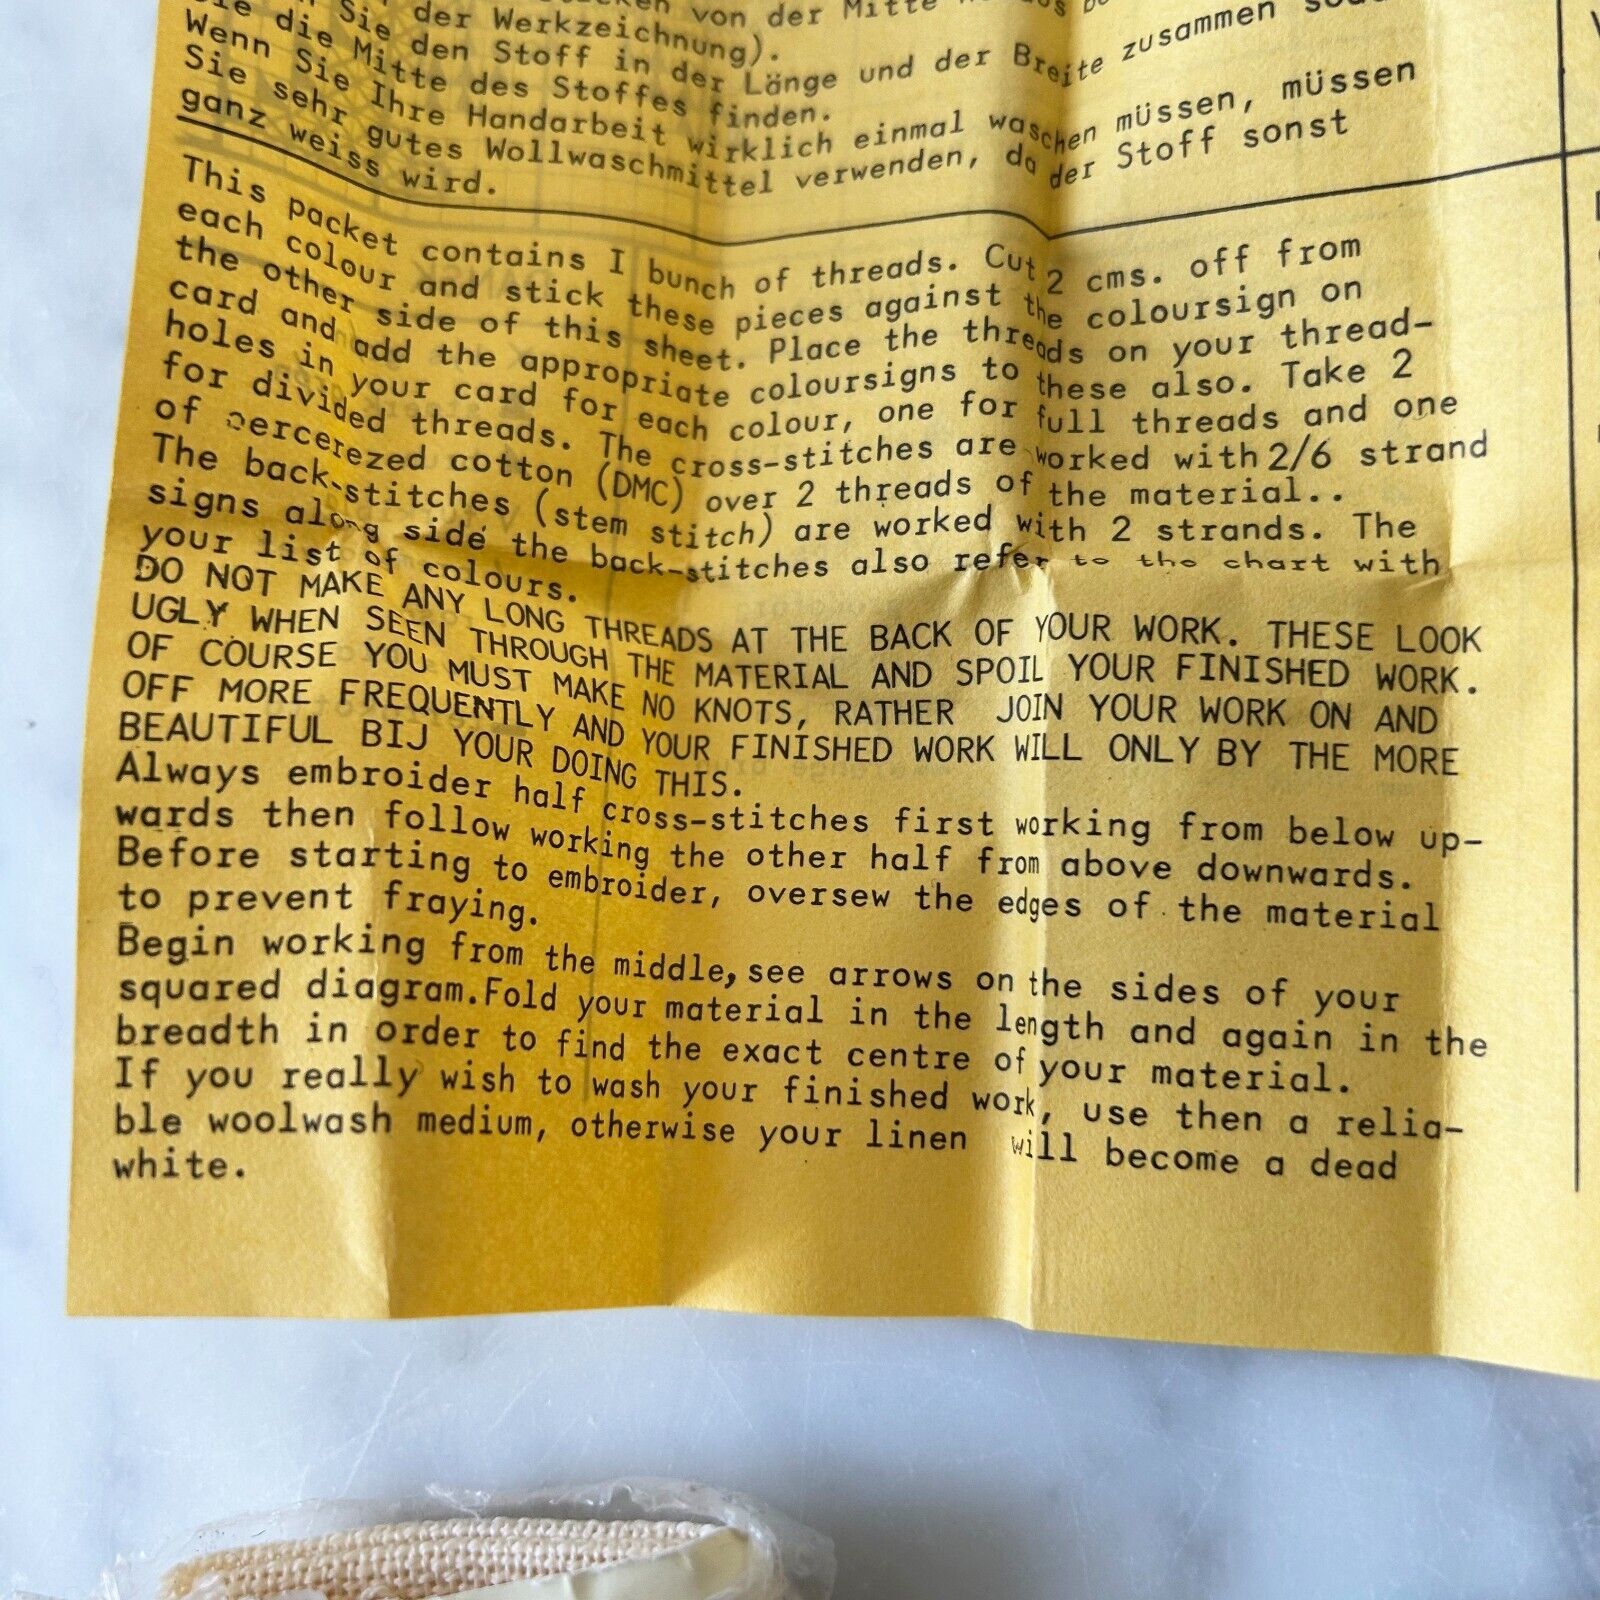 von der Mitte
der Werkzeichnung).
Sie den Stoff in der Länge und der Breite zusammen
die Mitte des Stoffes finden.
Wenn Sie Ihre Handarbeit wirklich einmal waschen müssen, müssen
Sie sehr gutes Wollwaschmittel verwenden, da der Stoff sonst
ganz weiss wird.
This packet contains I bunch of threads. Cut 2 cms. off from
each colour and stick these pieces against the coloursign on
the other side of this sheet. Place the threads on your thread-
card and add the appropriate coloursigns to these also. Take 2
holes in your card for each colour, one for full threads and one
for divided threads. The cross-stitches are worked with 2/6 strand
of cotton (DMC) over 2 threads of the material..
The back-stitches (stem stitch) are worked with 2 strands. The
signs along side the back-stitches also refer to the chart with
your list of colours.
DO NOT MAKE ANY LONG THREADS AT THE BACK OF YOUR WORK. THESE LOOK
UGLY WHEN SEEN THROUGH THE MATERIAL AND SPOIL YOUR FINISHED WORK.
OF COURSE YOU MUST MAKE NO KNOTS, RATHER JOIN YOUR WORK ON AND
OFF MORE FREQUENTLY AND YOUR FINISHED WORK WILL ONLY BY THE MORE
BEAUTIFUL BIJ YOUR DOING THIS.
Always embroider half cross-stitches first working from below up-
wards then follow working the other half from above downwards.
Before starting to embroider, oversew the edges of the material
to prevent fraying.
Begin working from the middle, see arrows on the sides of your
squared diagram. Fold your material in the length and again in the
breadth in order to find the exact centre of your material.
If you really wish to wash your finished work, use then a relia-
ble woolwash medium, otherwise your linen will become a dead
white.